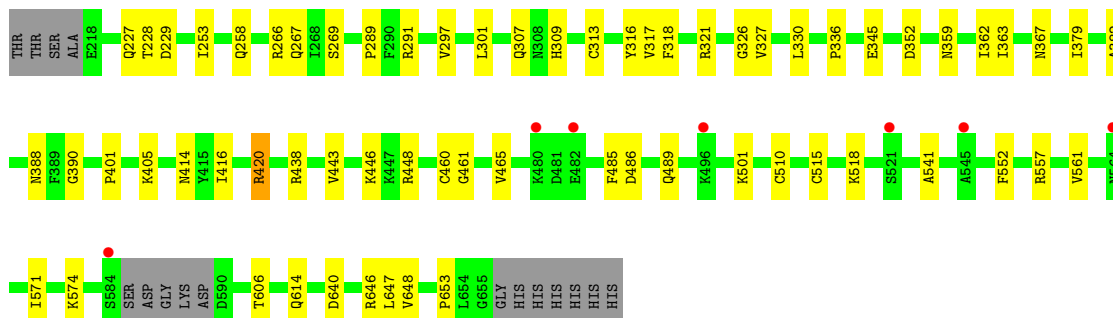 THR THR SER ALA E218 Q227 T228 D229 I253 Q258 R266 Q267 I268 S269 P289 F290 R291 V297 L301 Q307 N308 H309 C313 Y316 V317 F318 R321 G326 V327 L330 P336 E345 D352 N359 I362 I363 N367 I379
N388 F389 G390 P401 K405 N414 Y415 I416 R420 R438 V443 K446 K447 R448 C460 G461 V465 K480 D481 E482 F485 D486 Q489 K496 K501 C510 C515 K518 S521 A541 A545 F552 R557 V561
I571 K574 S584 SER ASP GLY LYS ASP D590 T606 Q614 D640 R646 L647 V648 P653 L654 G655 GLY HIS HIS HIS HIS HIS HIS